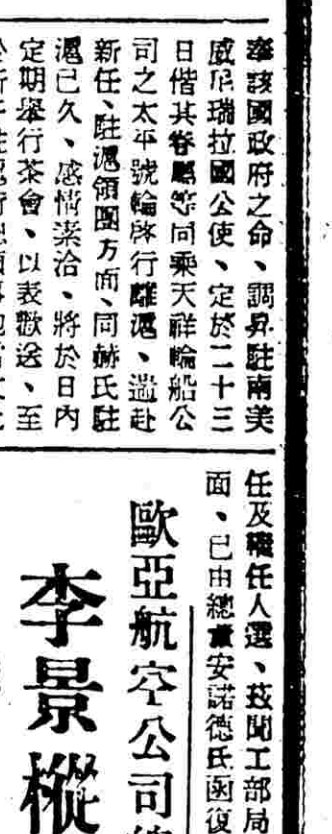 奉該國政府之命、調昇駐南美
威尼瑞拉國公使、定於二十三
日偕其眷屬等同乘天祥輪船公
司之太平號輪啓行離滬、遄赴
新任、駐滬領團方面、同赫氏駐
滬已久、感情素洽、將於日內
定期舉行茶會、以表歡送、至
任及職任人選、茲聞工部局
面、已由總董安諾德氏函復
歐亞航空公司
李景樅